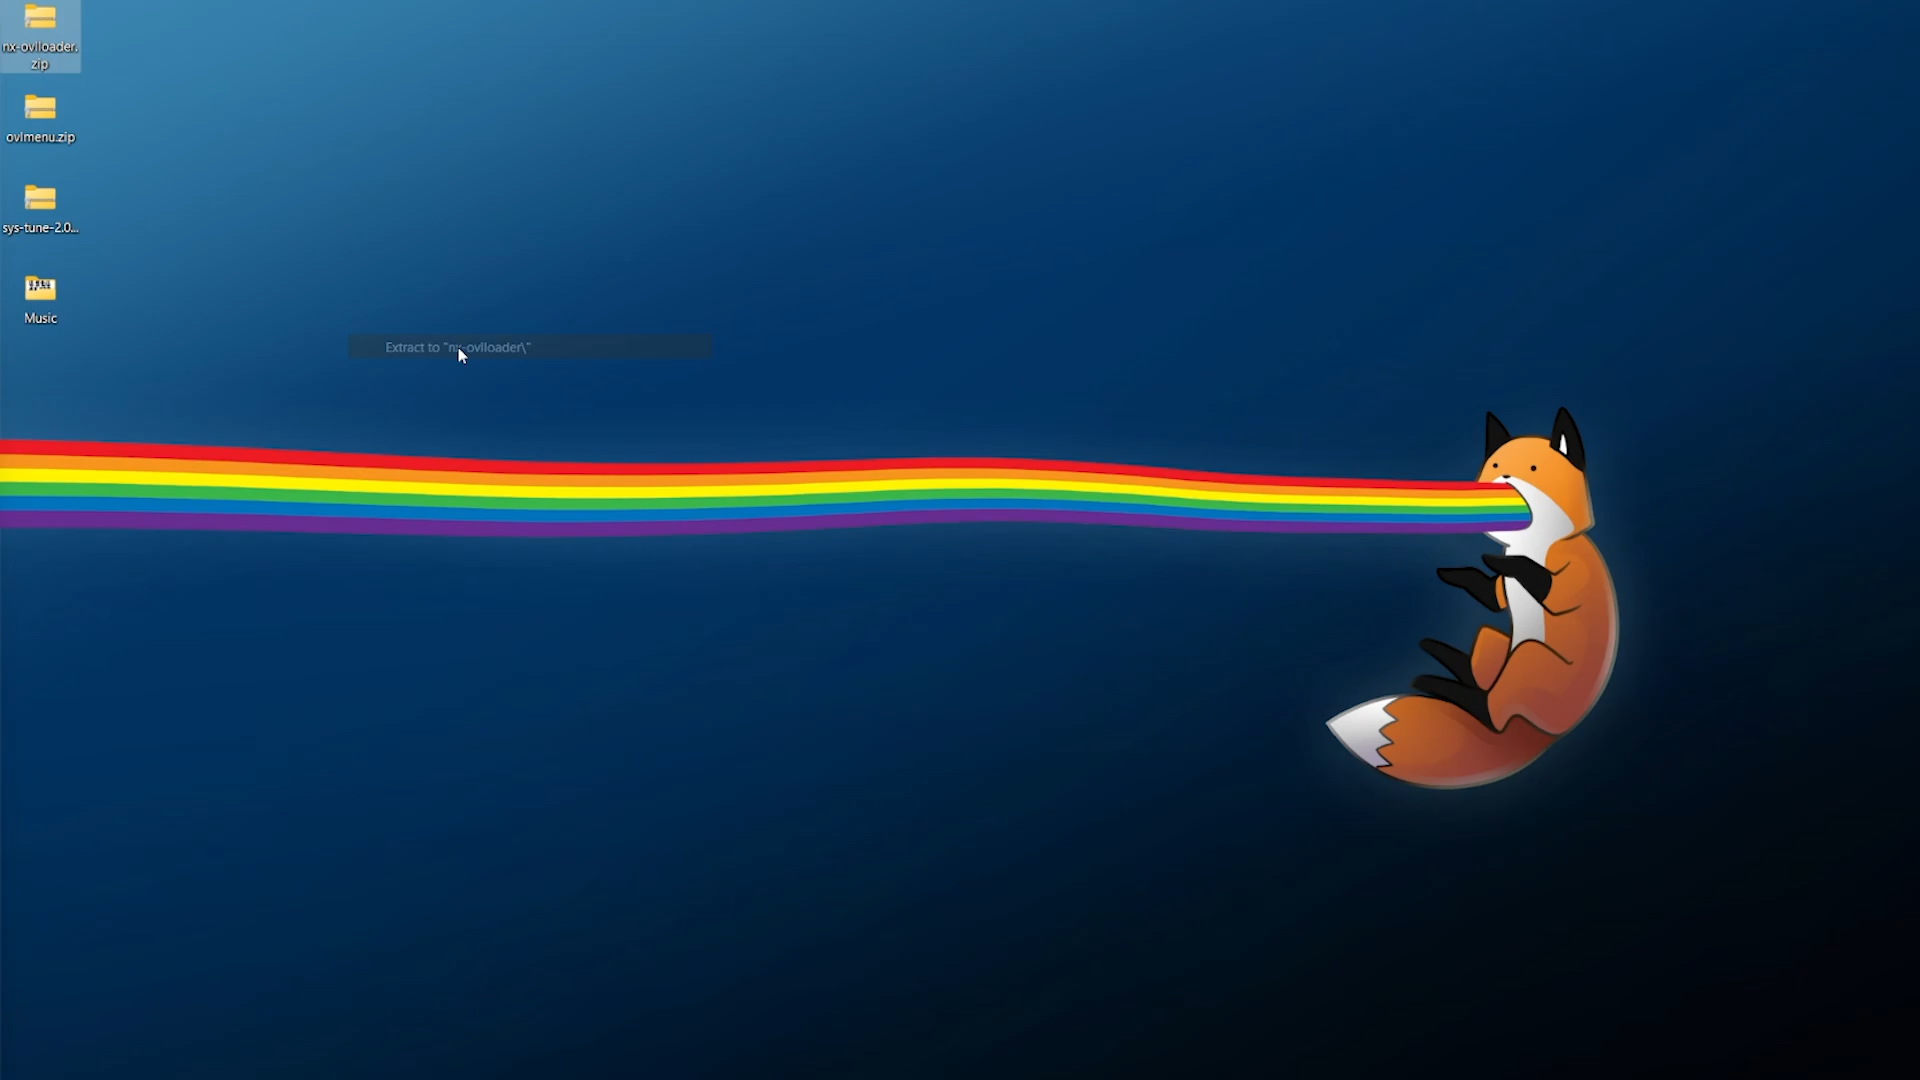 nx-ovlloader.
zip
ovlmenu.zip
sys-tune-2.0...
Music
Extract to "nx-ovlloader\"